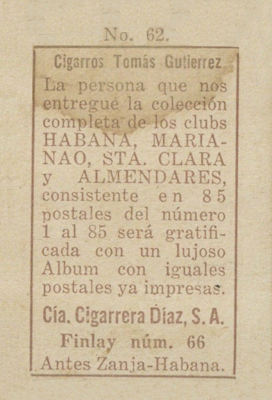 No. 62.
Cigarros Tomás Gutierrez
La persona que nos
entregue la colección
completa de los clubs
HABANA, MARIA-
NAO, STA. CLARA
y ALMENDARES,
consistente en 85
postales del número
1 al 85 será gratifi-
cada con un lujoso
Album con iguales
postales ya impresas.
Cía. Cigarrera Díaz, S. A.
Finlay núm. 66
Antes Zanja-Habana.